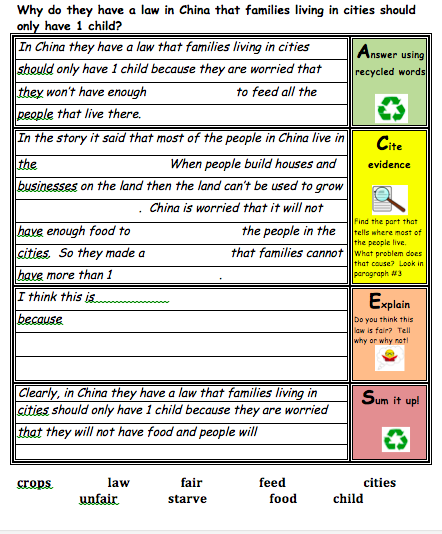 Why do they have a law in China that families living in cities should
only have 1 child?
In China they have a law that families living in cities
should only have 1 child because they are worried that
they won't have enough to feed all the
people that live there.
Answer using
recycled words
In the story it said that most of the people in China live in
the When people build houses and
businesses on the land then the land can't be used to grow
. China is worried that it will not
have enough food to the people in the
cities. So they made a that families cannot
have more than 1 .
Cite
evidence
Find the part that
tells where most of
the people live.
What problem does
that cause? Look in
paragraph #3
I think this is
because
Explain
Do you think this
law is fair? Tell
why or why not!
Clearly, in China they have a law that families living in
cities should only have 1 child because they are worried
that they will not have food and people will
Sum it up!
crops law fair feed cities
unfair starve food child